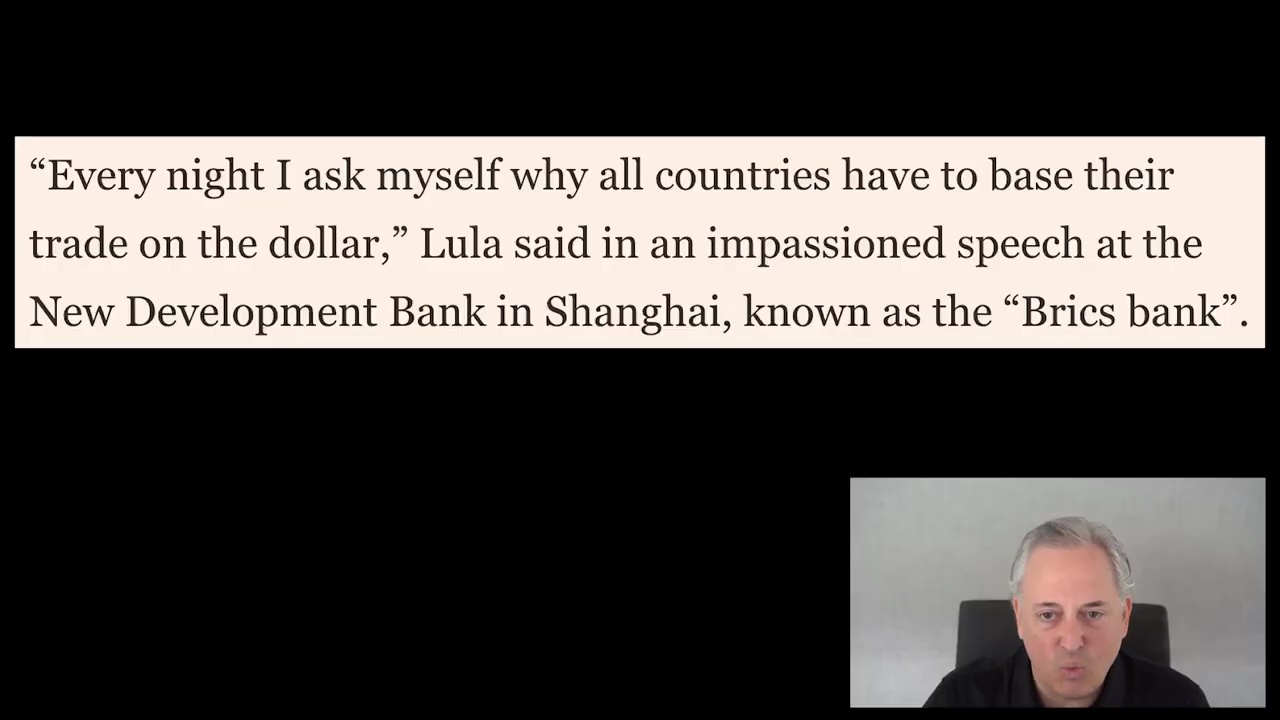 “Every night I ask myself why all countries have to base their
trade on the dollar,” Lula said in an impassioned speech at the
New Development Bank in Shanghai, known as the “Brics bank”.